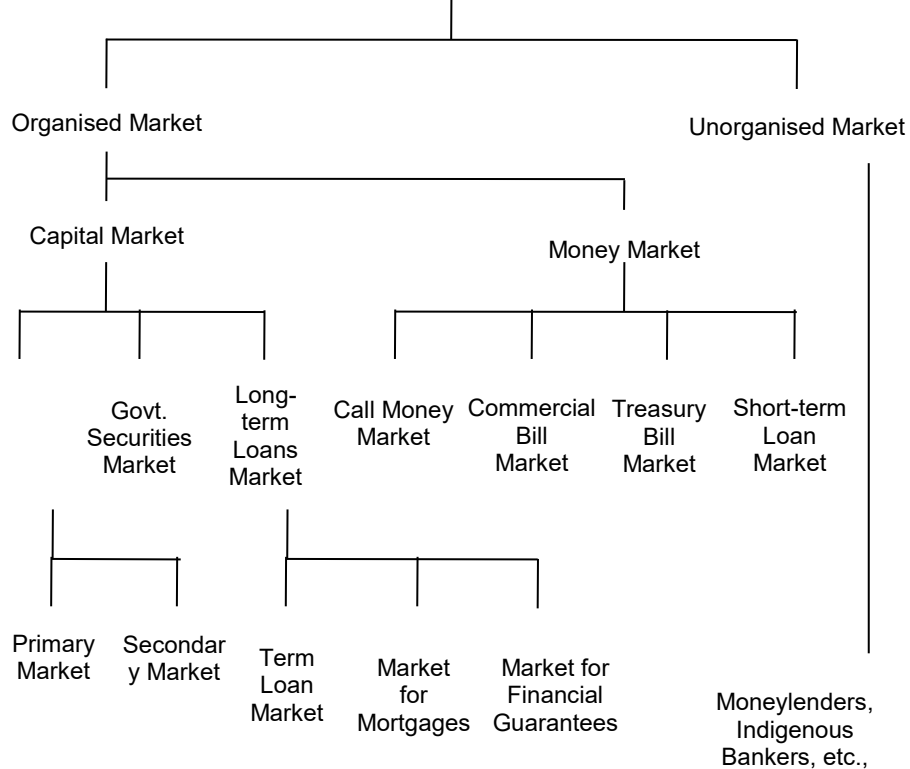 Organised Market
Unorganised Market
Capital Market
Money Market
Govt.
Securities
Market
Long-
term
Loans
Market
Call Money
Market
Commercial
Bill
Market
Treasury
Bill
Market
Short-term
Loan
Market
Primary
Market
Secondar
y Market
Term
Loan
Market
Market
for
Mortgages
Market for
Financial
Guarantees
Moneylenders,
Indigenous
Bankers, etc.,